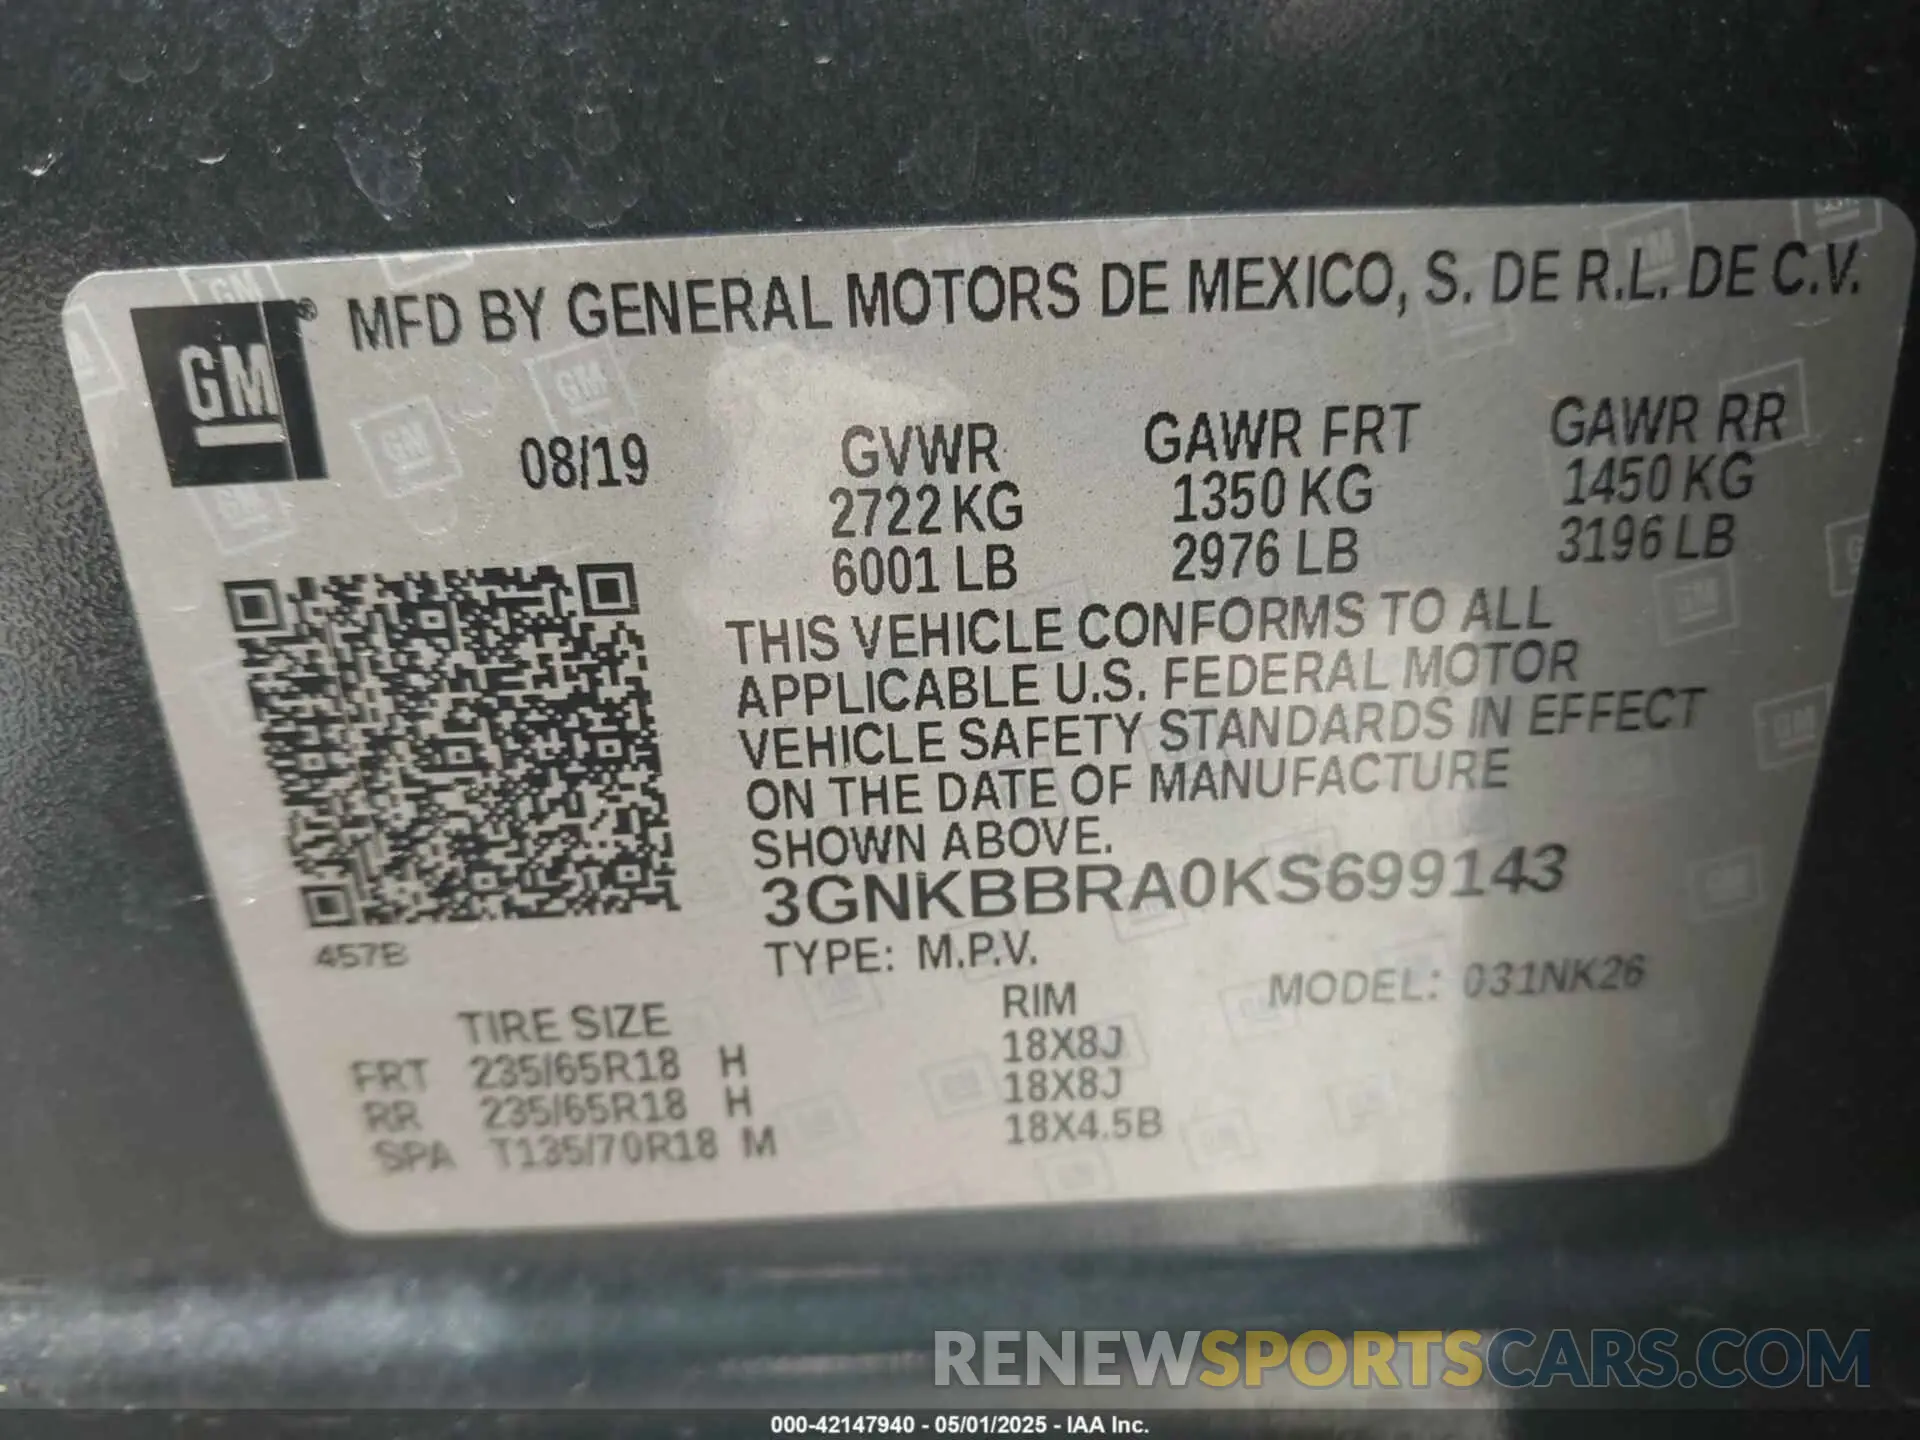 GM® MFD BY GENERAL MOTORS DE MEXICO, S. DE R.L. DE C.V.
08/19 GVWR GAWR FRT GAWR RR
2722 KG 1350 KG 1450 KG
6001 LB 2976 LB 3196 LB
THIS VEHICLE CONFORMS TO ALL
APPLICABLE U.S. FEDERAL MOTOR
VEHICLE SAFETY STANDARDS IN EFFECT
ON THE DATE OF MANUFACTURE
SHOWN ABOVE.
3GNKBBRA0KS699143
457B
TYPE: M.P.V. MODEL: 031NK26
TIRE SIZE RIM
FRT 235/65R18 H 18X8J
RR 235/65R18 H 18X8J
SPA T135/70R18 M 18X4.5B
RENEWSPORTSCARS.COM
000-42147940 - 05/01/2025 - IAA Inc.